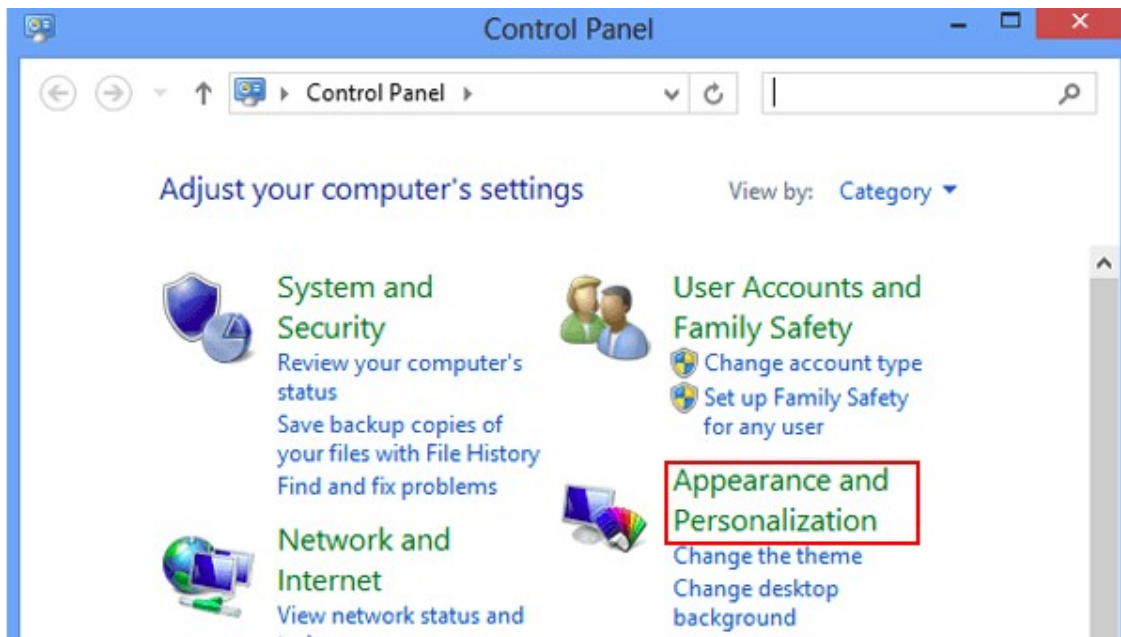 Control Panel
Control Panel
Adjust your computer's settings
View by: Category
System and
Security
Review your computer's
status
Save backup copies of
your files with File History
Find and fix problems
Network and
Internet
View network status and
User Accounts and
Family Safety
Change account type
Set up Family Safety
for any user
Appearance and
Personalization
Change the theme
Change desktop
background